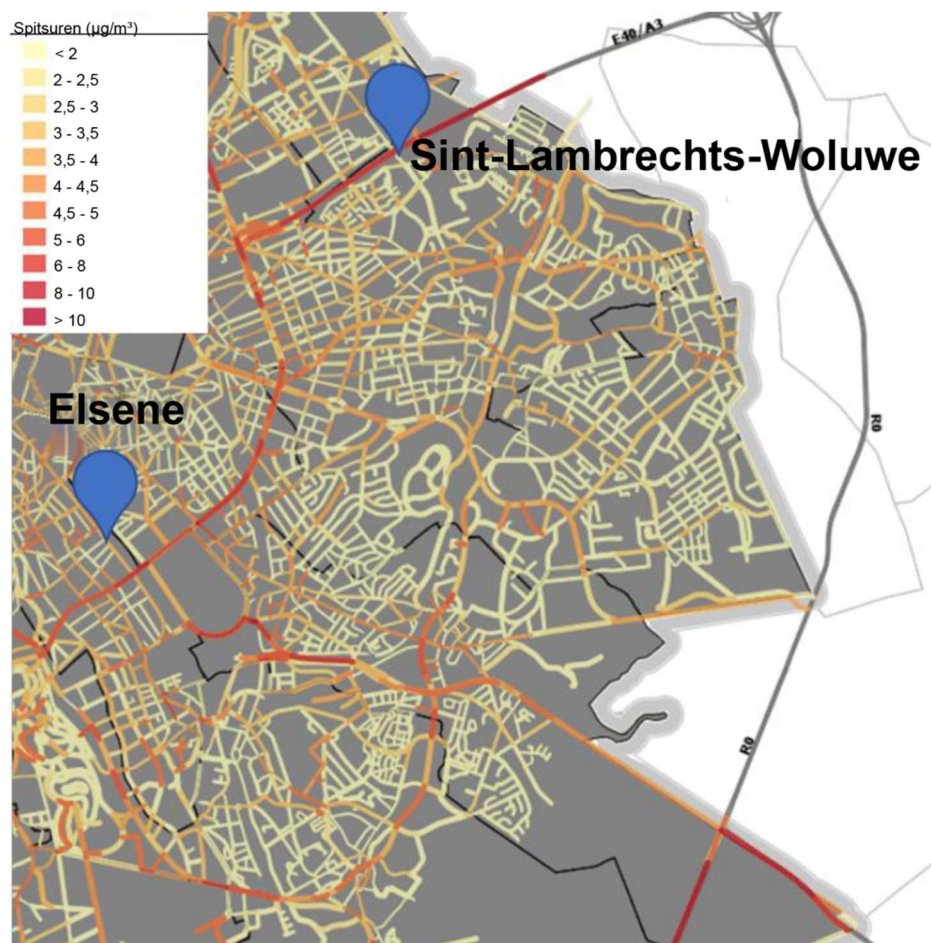 Spitsuren (µg/m³)
< 2
2 - 2,5
2,5 - 3
3 - 3,5
3,5 - 4
4 - 4,5
4,5 - 5
5 - 6
6 - 8
8 - 10
> 10
E40/A3
Sint-Lambrechts-Woluwe
Elsene
R0
R0